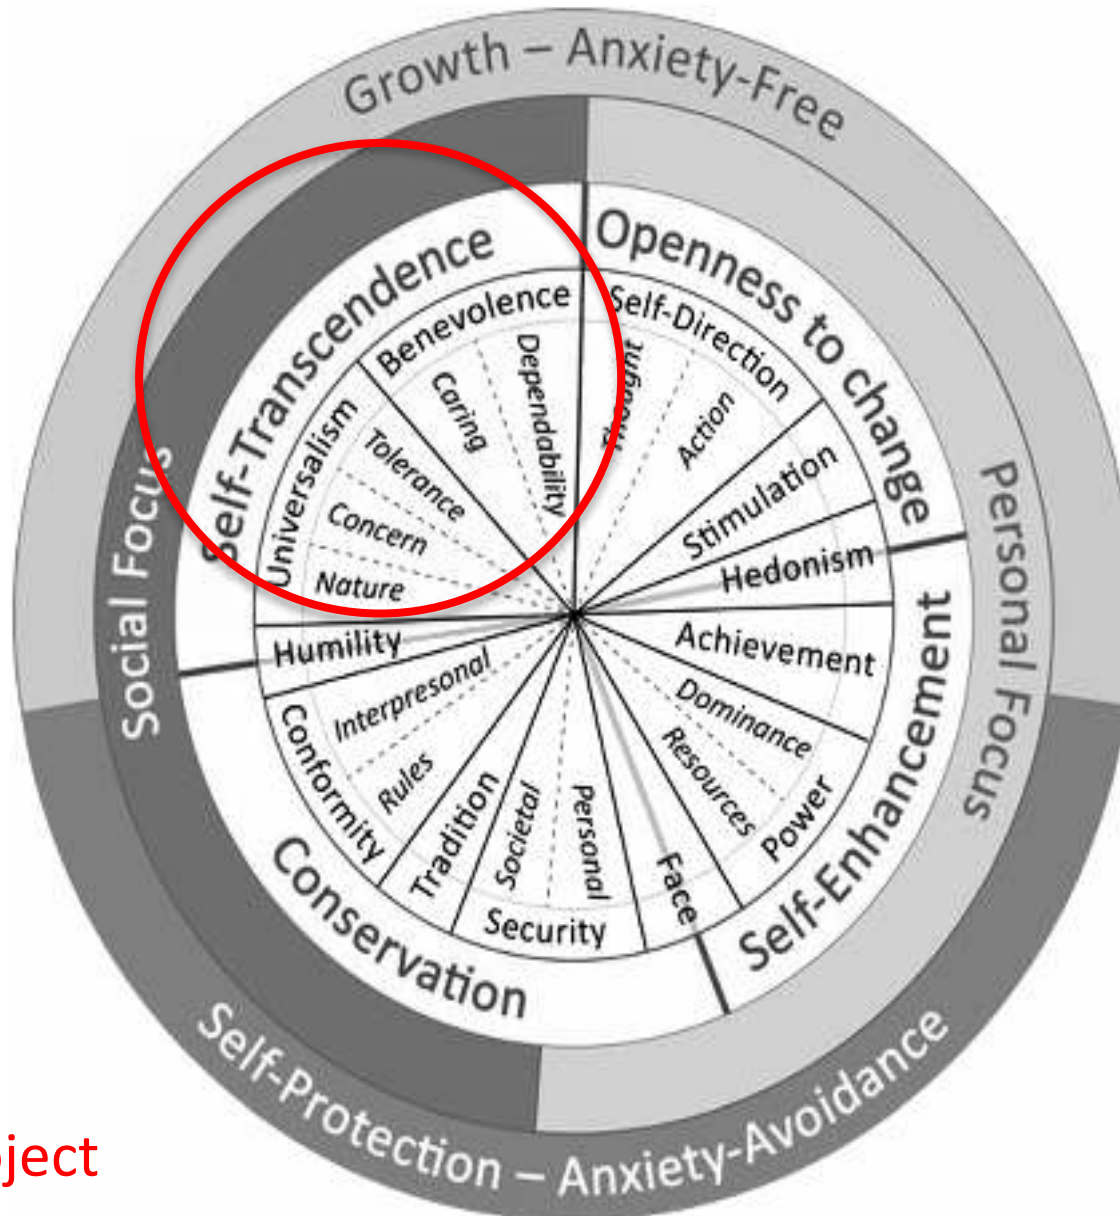 Growth – Anxiety-Free
Personal Focus
Social Focus
Self-Protection – Anxiety-Avoidance
Self-Transcendence
Openness to change
Self-Enhancement
Conservation
Benevolence
Caring
Dependability
Universalism
Tolerance
Concern
Nature
Humility
Conformity
Interpresonal
Rules
Tradition
Security
Societal
Personal
Face
Power
Resources
Dominance
Achievement
Hedonism
Stimulation
Self-Direction
Thought
Action